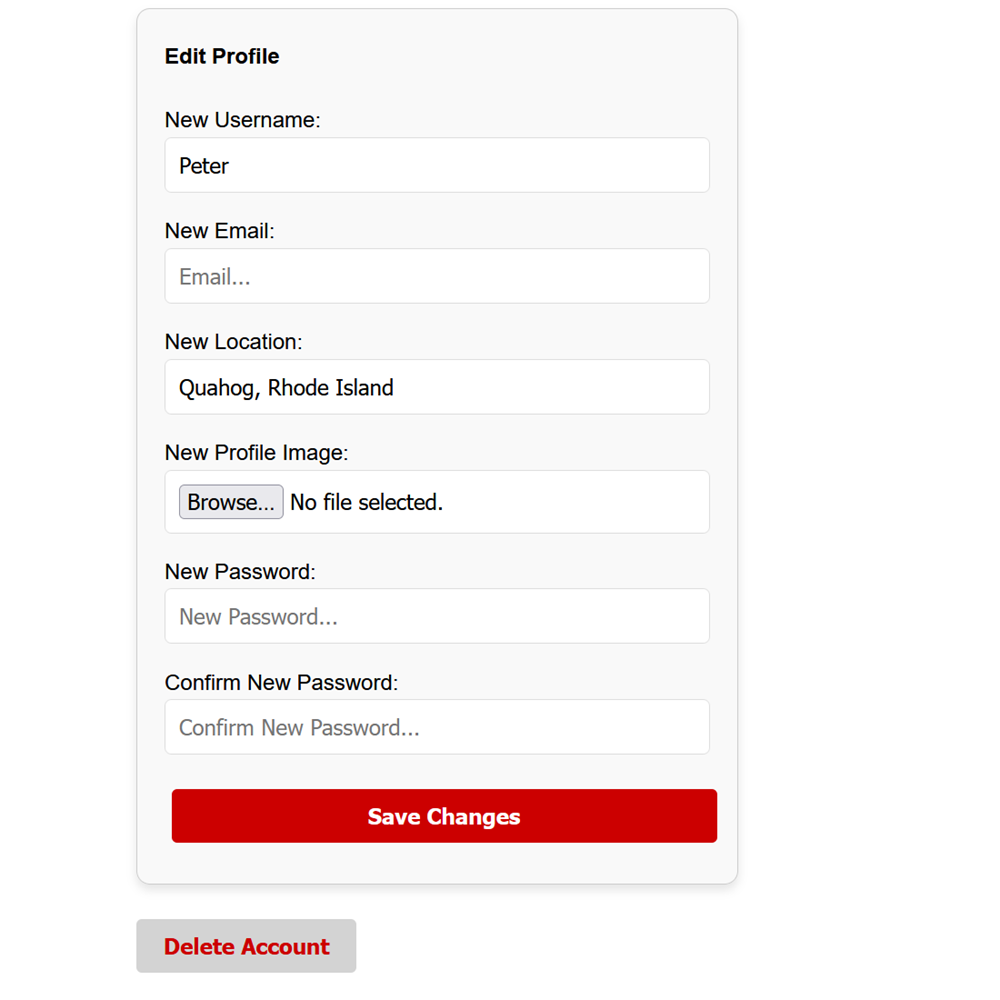 Edit Profile
New Username:
Peter
New Email:
Email...
New Location:
Quahog, Rhode Island
New Profile Image:
Browse... No file selected.
New Password:
New Password...
Confirm New Password:
Confirm New Password...
Save Changes
Delete Account